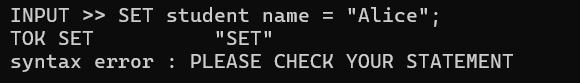 INPUT >> SET student name = "Alice";
TOK SET          "SET"
syntax error : PLEASE CHECK YOUR STATEMENT